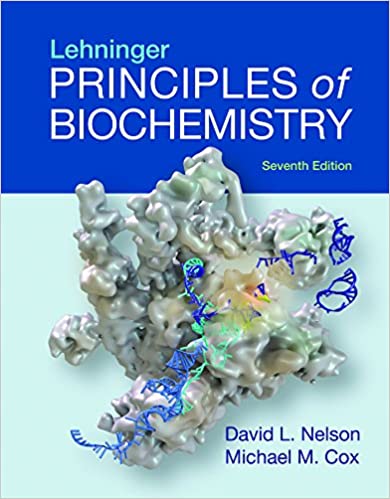 Lehninger
PRINCIPLES of
BIOCHEMISTRY
Seventh Edition
David L. Nelson
Michael M. Cox